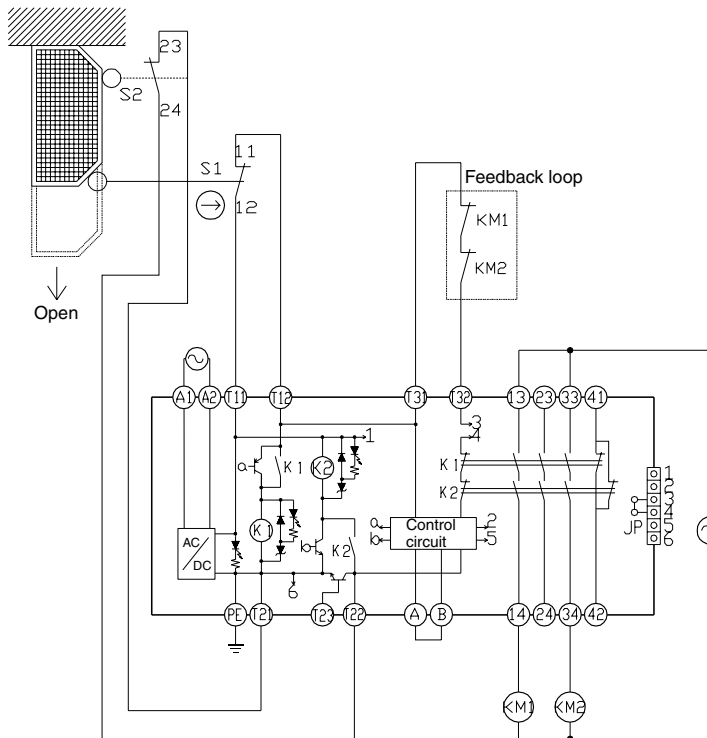 23
S2
24
11
S1
12
Feedback loop
KM1
KM2
Open
A1 A2 T11 T12 T31 T32 13 23 33 41
1
3
4
a K1 K2
K1
K2
1
2
3
4
5
6
JP
K1
b K2
a Control circuit 2
b 5
AC/DC
6
PE T21 T23 T22 A B 14 24 34 42
KM1 KM2